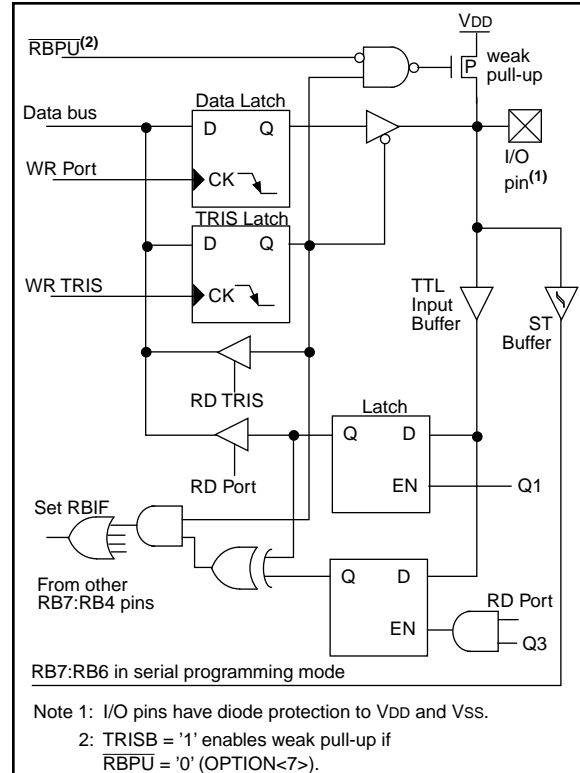 VDD
RBPU(2)
P
weak
pull-up
Data Latch
Data bus
D
Q
I/O
pin(1)
WR Port
CK
TRIS Latch
D
Q
TTL
Input
Buffer
WR TRIS
CK
ST
Buffer
RD TRIS
Latch
Q
D
RD Port
EN
Q1
Set RBIF
From other
RB7:RB4 pins
Q
D
RD Port
EN
Q3
RB7:RB6 in serial programming mode
Note 1: I/O pins have diode protection to VDD and VSS.
2: TRISB = '1' enables weak pull-up if
RBPU = '0' (OPTION<7>).